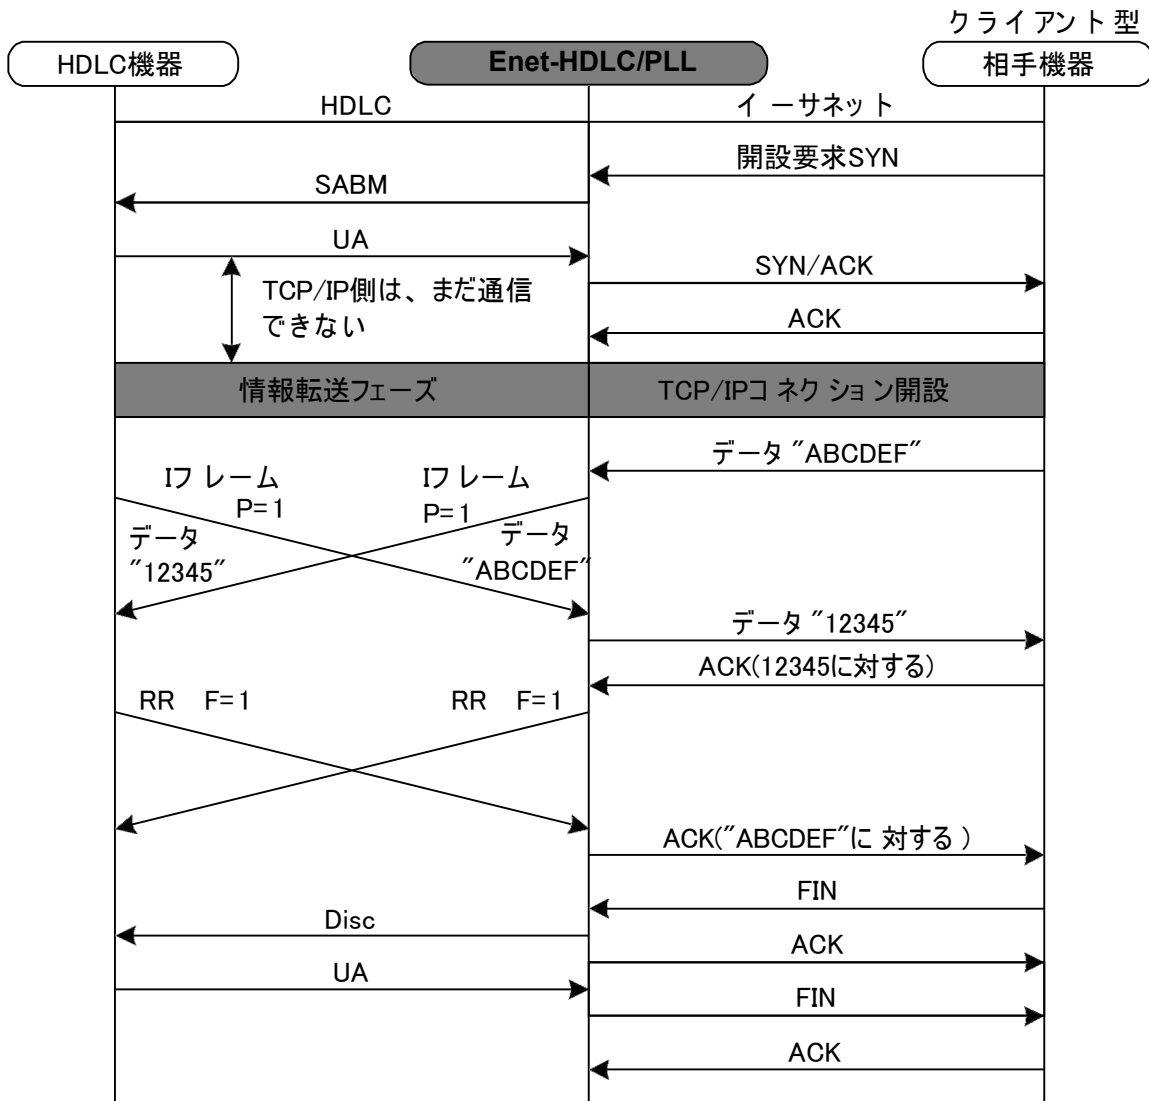 クライアント型
HDLC機器
Enet-HDLC/PLL
相手機器
HDLC
イーサネット
開設要求SYN
SABM
UA
SYN/ACK
TCP/IP側は、まだ通信
できない
ACK
情報転送フェーズ
TCP/IPコネクション開設
データ "ABCDEF"
Iフレーム
P=1
データ
"12345"
Iフレーム
P=1
データ
"ABCDEF"
データ "12345"
ACK(12345に対する)
RR F=1
RR F=1
ACK("ABCDEF"に対する)
FIN
Disc
ACK
UA
FIN
ACK